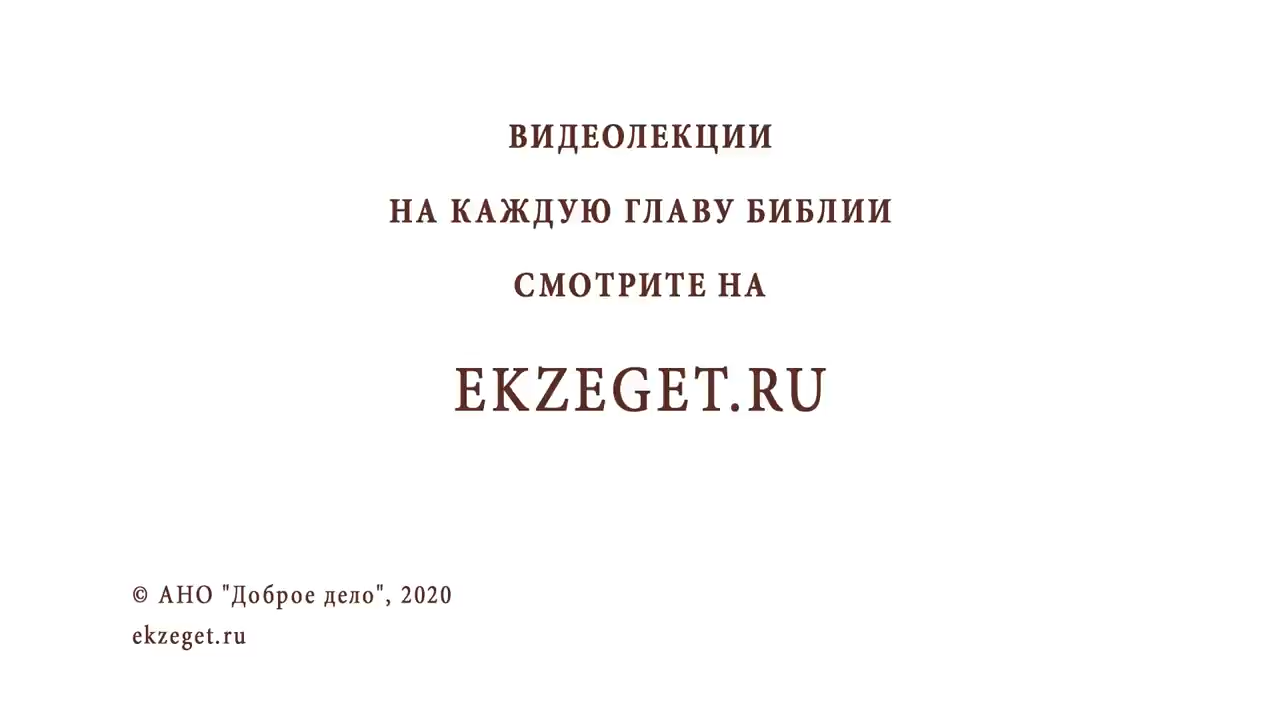 ВИДЕОЛЕКЦИИ
НА КАЖДУЮ ГЛАВУ БИБЛИИ
СМОТРИТЕ НА
EKZEGET.RU
© АНО "Доброе дело", 2020
ekzeget.ru